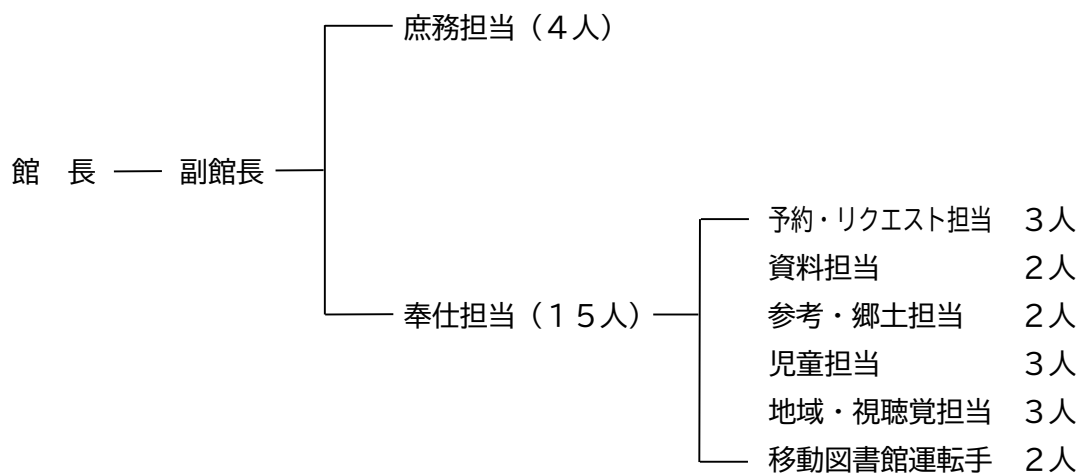 庶務担当（４人）
館　長　副館長
予約・リクエスト担当　３人
資料担当　２人
奉仕担当（１５人）　参考・郷土担当　２人
児童担当　３人
地域・視聴覚担当　３人
移動図書館運転手　２人